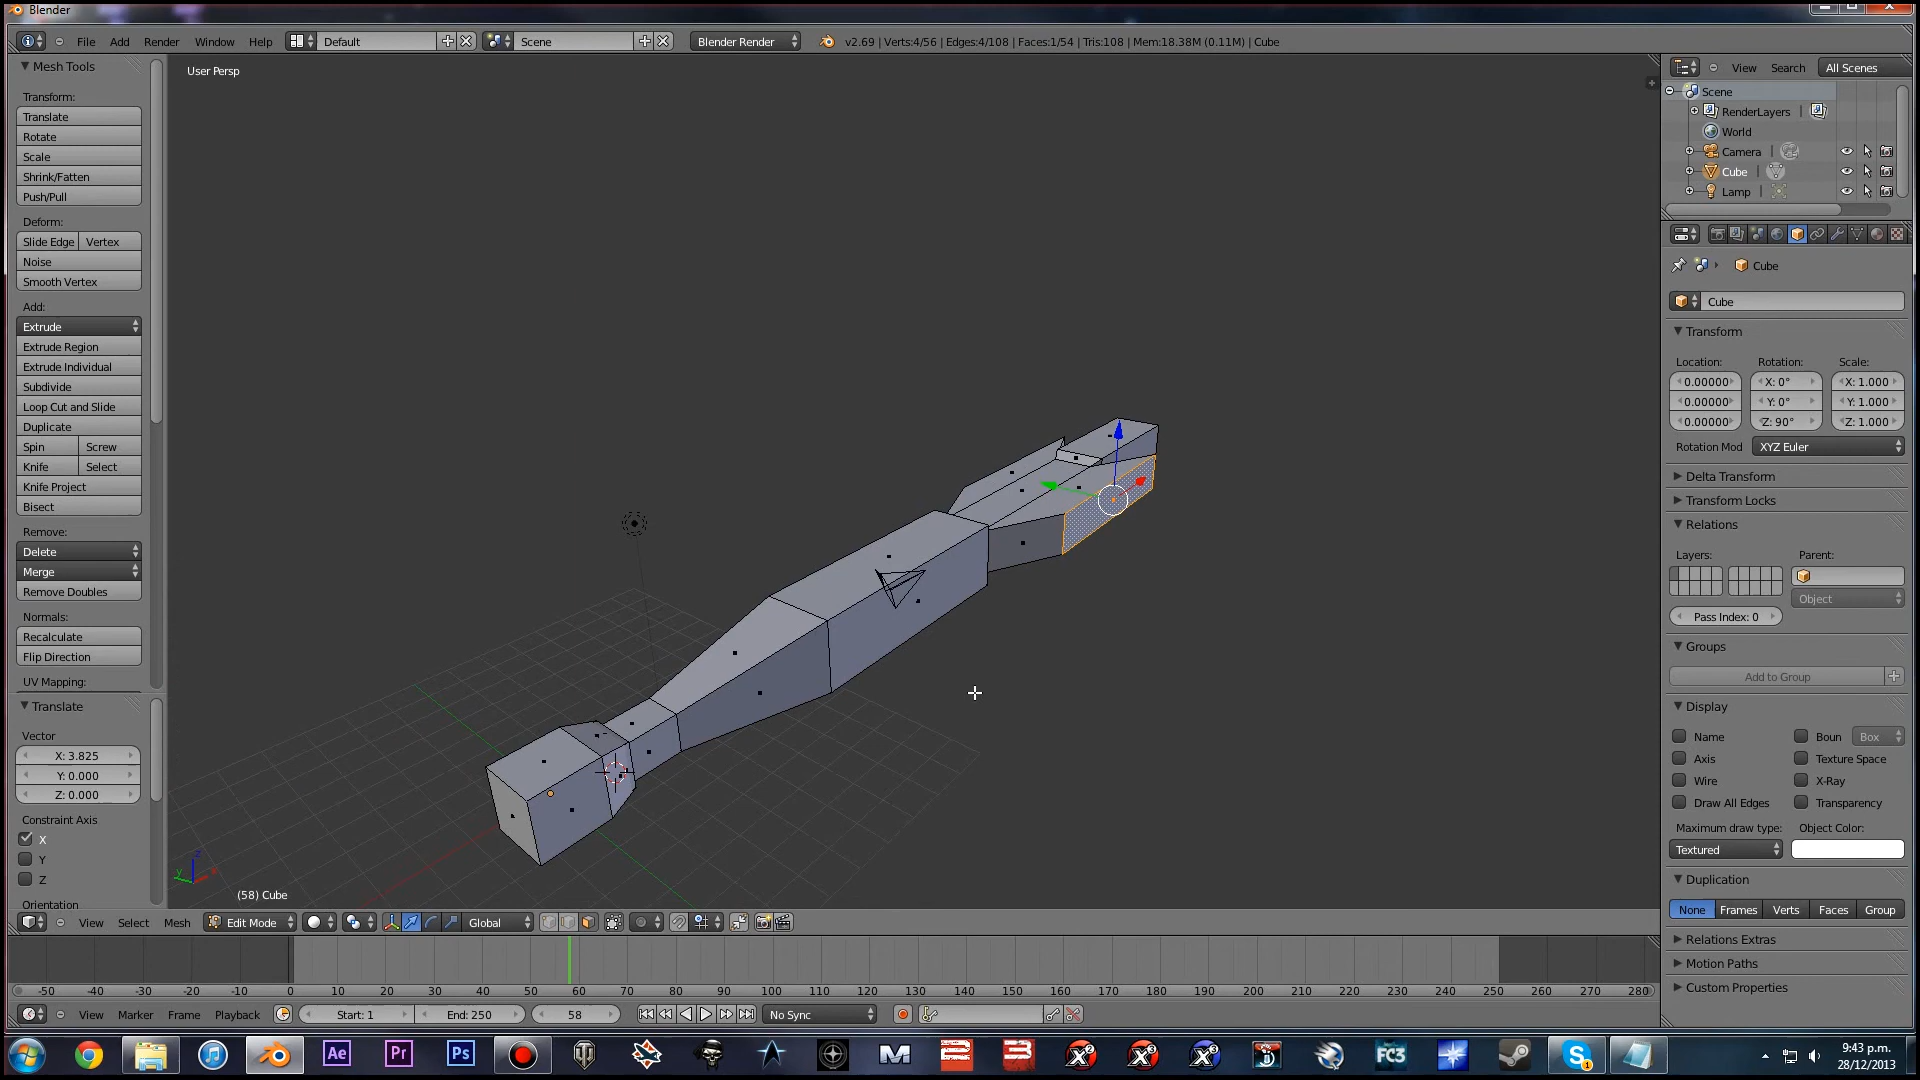 Blender
File Add Render Window Help Default Scene Blender Render v2.69 | Verts:4/56 | Edges:4/108 | Faces:1/54 | Tris:108 | Mem:18.38M (0.11M) | Cube
Mesh Tools
Transform:
Translate
Rotate
Scale
Shrink/Fatten
Push/Pull
Deform:
Slide Edge Vertex
Noise
Smooth Vertex
Add:
Extrude
Extrude Region
Extrude Individual
Subdivide
Loop Cut and Slide
Duplicate
Spin Screw
Knife Select
Knife Project
Bisect
Remove:
Delete
Merge
Remove Doubles
Normals:
Recalculate
Flip Direction
UV Mapping:
Translate
Vector
X: 3.825
Y: 0.000
Z: 0.000
Constraint Axis
X
Y
Z
Orientation
User Persp
z
y
(58) Cube
View Select Mesh Edit Mode Global
View Search All Scenes
Scene
RenderLayers |
World
Camera |
Cube |
Lamp |
Cube
Cube
Transform
Location: Rotation: Scale:
0.00000 X: 0° X: 1.000
0.00000 Y: 0° Y: 1.000
0.00000 Z: 90° Z: 1.000
Rotation Mod XYZ Euler
Delta Transform
Transform Locks
Relations
Layers: Parent:
Object
Pass Index: 0
Groups
Add to Group
Display
Name Boun Box
Axis Texture Space
Wire X-Ray
Draw All Edges Transparency
Maximum draw type: Object Color:
Textured
Duplication
None Frames Verts Faces Group
Relations Extras
Motion Paths
Custom Properties
-50 -40 -30 -20 -10 0 10 20 30 40 50 60 70 80 90 100 110 120 130 140 150 160 170 180 190 200 210 220 230 240 250 260 270 280
View Marker Frame Playback Start: 1 End: 250 58 No Sync
Ae Pr Ps M 2 3 X² X³ X³ FC3 S 1
9:43 p.m.
28/12/2013